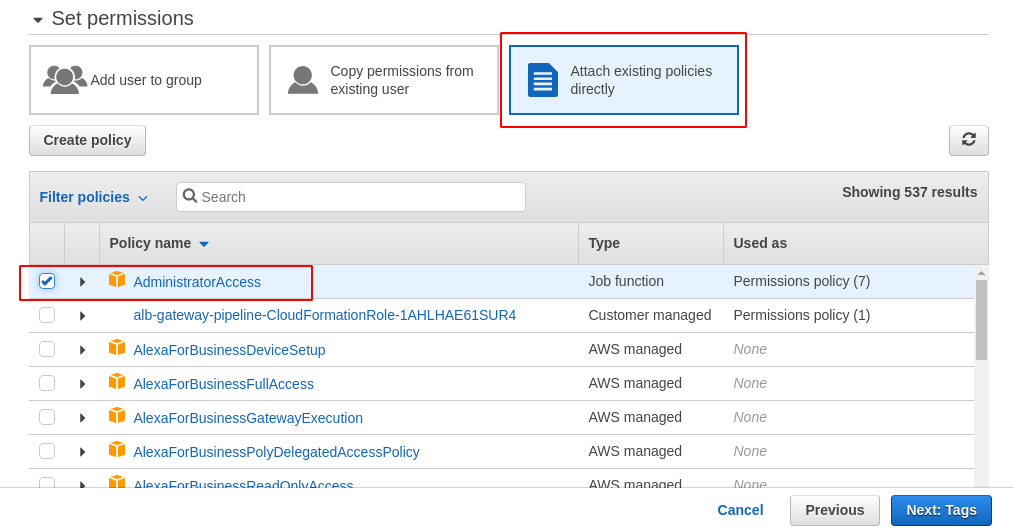 Set permissions
Add user to group
Copy permissions from
existing user
Attach existing policies
directly
Create policy
Filter policies
Search
Showing 537 results
Policy name Type Used as
AdministratorAccess Job function Permissions policy (7)
alb-gateway-pipeline-CloudFormationRole-1AHLHAE61SUR4 Customer managed Permissions policy (1)
AlexaForBusinessDeviceSetup AWS managed None
AlexaForBusinessFullAccess AWS managed None
AlexaForBusinessGatewayExecution AWS managed None
AlexaForBusinessPolyDelegatedAccessPolicy AWS managed None
AlexaForBusinessReadOnlyAccess AWS managed None
Cancel Previous Next: Tags